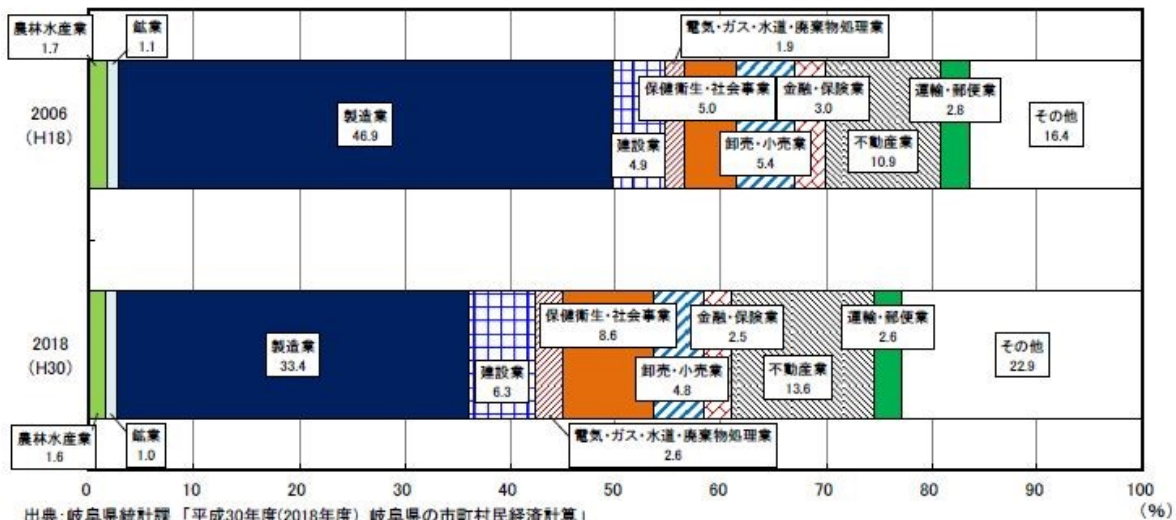 農林水産業
1.7
鉱業
1.1
電気・ガス・水道・廃棄物処理業
1.9
2006
(H18)
製造業
46.9
建設業
4.9
保健衛生・社会事業
5.0
卸売・小売業
5.4
金融・保険業
3.0
不動産業
10.9
運輸・郵便業
2.8
その他
16.4
2018
(H30)
製造業
33.4
建設業
6.3
保健衛生・社会事業
8.6
卸売・小売業
4.8
金融・保険業
2.5
不動産業
13.6
運輸・郵便業
2.6
その他
22.9
農林水産業
1.6
鉱業
1.0
電気・ガス・水道・廃棄物処理業
2.6
0 10 20 30 40 50 60 70 80 90 100
(%)
出典:岐阜県統計課「平成30年度(2018年度) 岐阜県の市町村民経済計算」